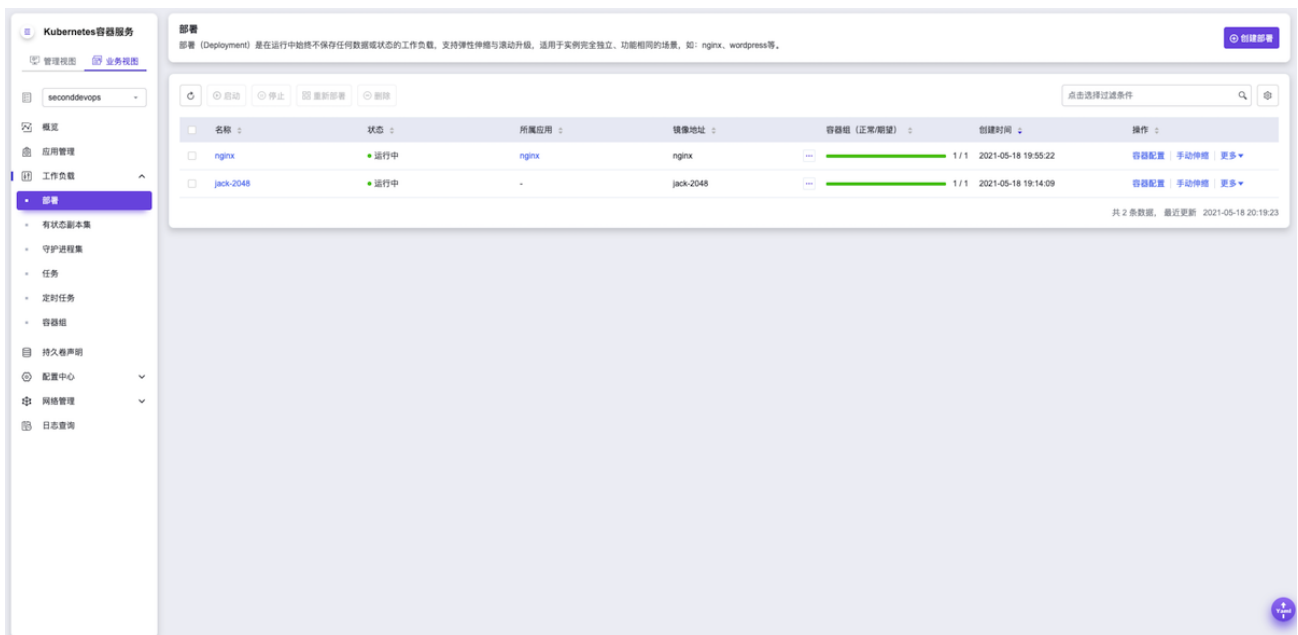 Kubernetes容器服务
管理视图 业务视图
seconddevops
概览
应用管理
工作负载
部署
有状态副本集
守护进程集
任务
定时任务
容器组
持久卷声明
配置中心
网络管理
日志查询
部署
部署（Deployment）是在运行中始终不保存任何数据或状态的工作负载，支持弹性伸缩与滚动升级，适用于实例完全独立、功能相同的场景，如：nginx、wordpress等。
创建部署
启动 停止 重新部署 删除 点击选择过滤条件
名称 状态 所属应用 镜像地址 容器组（正常/期望） 创建时间 操作
nginx 运行中 nginx nginx ... 1 / 1 2021-05-18 19:55:22 容器配置 手动伸缩 更多
jack-2048 运行中 - jack-2048 ... 1 / 1 2021-05-18 19:14:09 容器配置 手动伸缩 更多
共 2 条数据， 最近更新 2021-05-18 20:19:23
Yaml